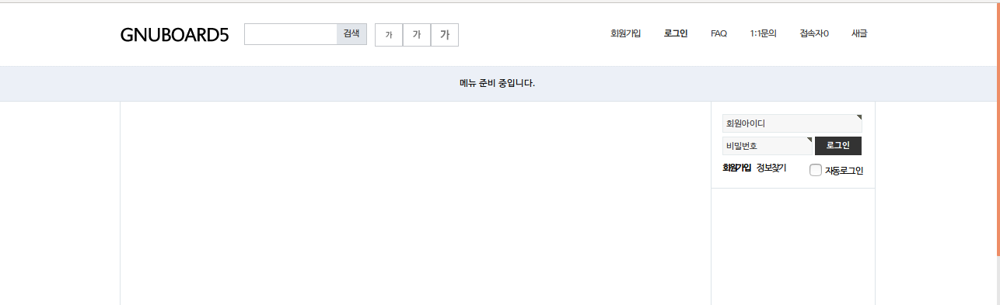 GNUBOARD5 검색 가 가 가 회원가입 로그인 FAQ 1:1문의 접속자0 새글
메뉴 준비 중입니다.
회원아이디
비밀번호 로그인
회원가입 정보찾기 자동로그인